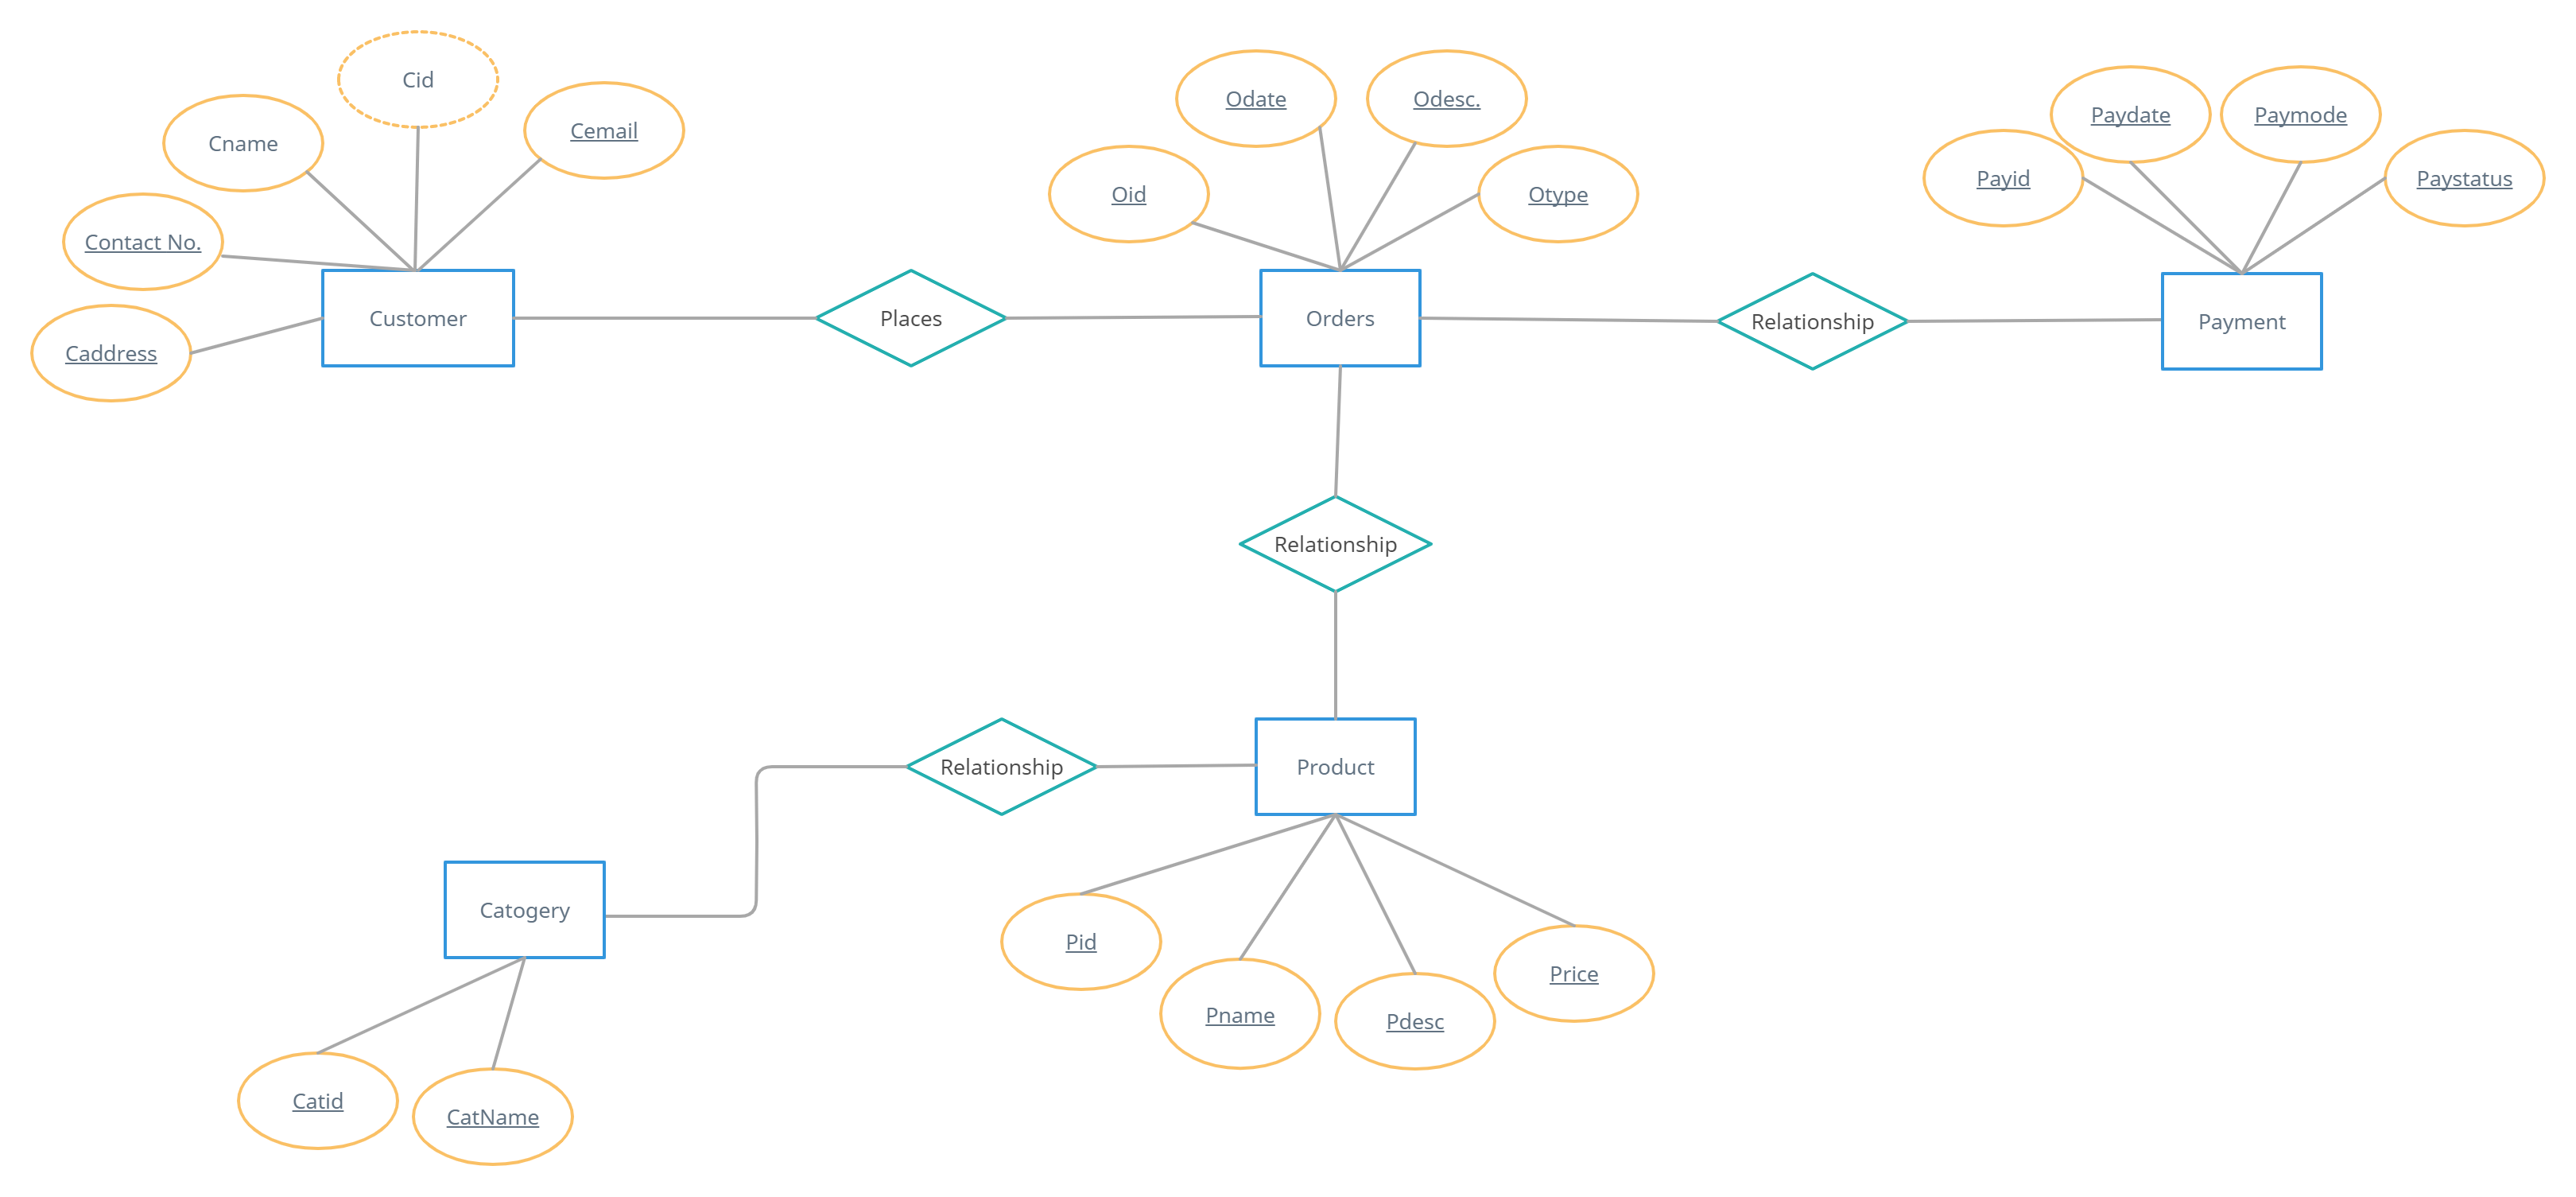 Cid
Cname
Cemail
Contact No.
Caddress
Customer
Places
Odate
Odesc.
Oid
Otype
Orders
Relationship
Paydate
Paymode
Payid
Paystatus
Payment
Relationship
Relationship
Product
Catogery
Pid
Pname
Pdesc
Price
Catid
CatName